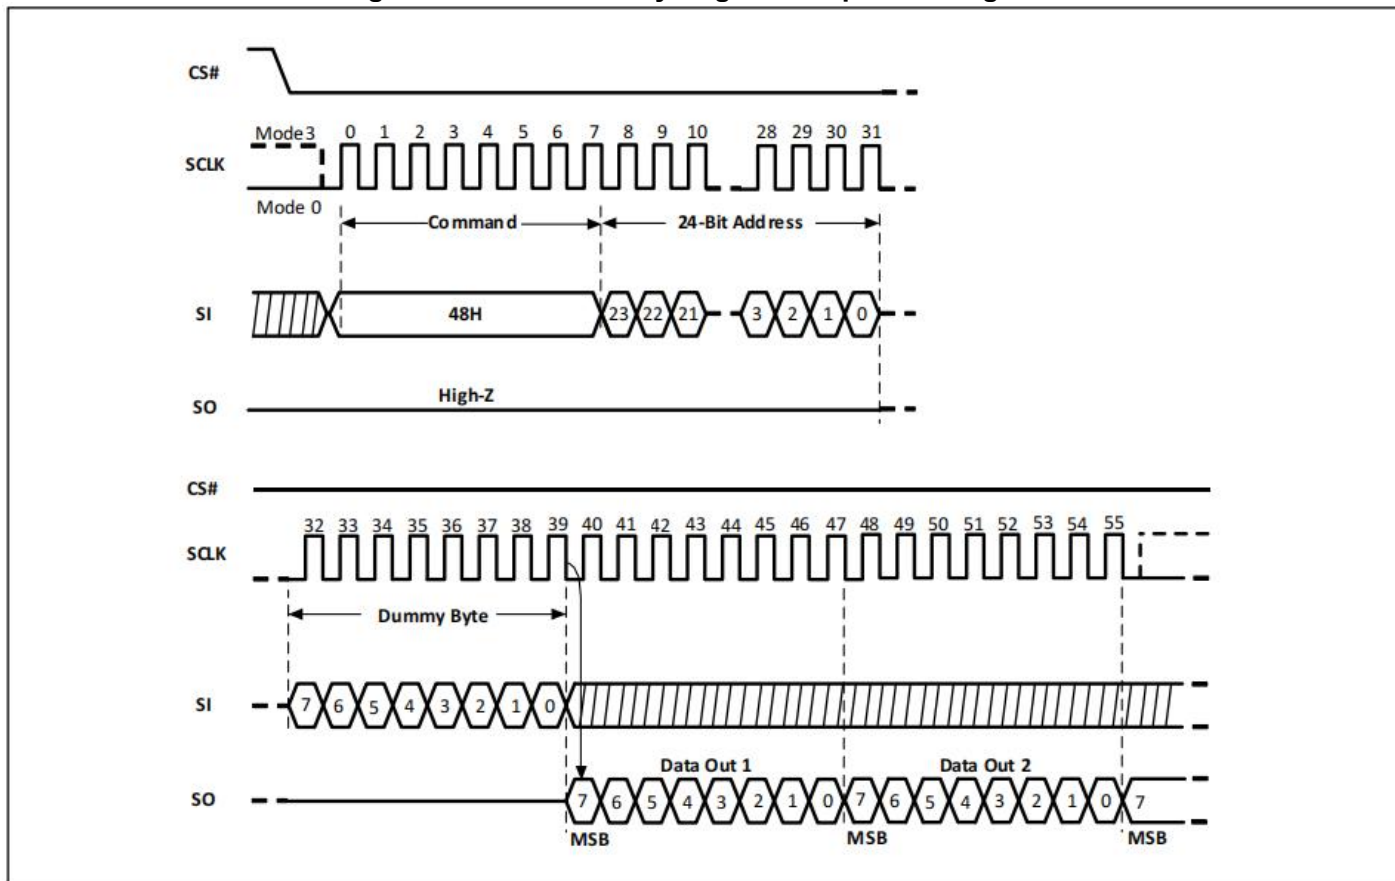 CS#
Mode3 0 1 2 3 4 5 6 7 8 9 10 28 29 30 31
SCLK
Mode 0
Command 24-Bit Address
SI 48H 23 22 21 3 2 1 0
High-Z
SO
CS#
32 33 34 35 36 37 38 39 40 41 42 43 44 45 46 47 48 49 50 51 52 53 54 55
SCLK
Dummy Byte
SI 7 6 5 4 3 2 1 0
Data Out 1 Data Out 2
SO 7 6 5 4 3 2 1 0 7 6 5 4 3 2 1 0 7
MSB MSB MSB